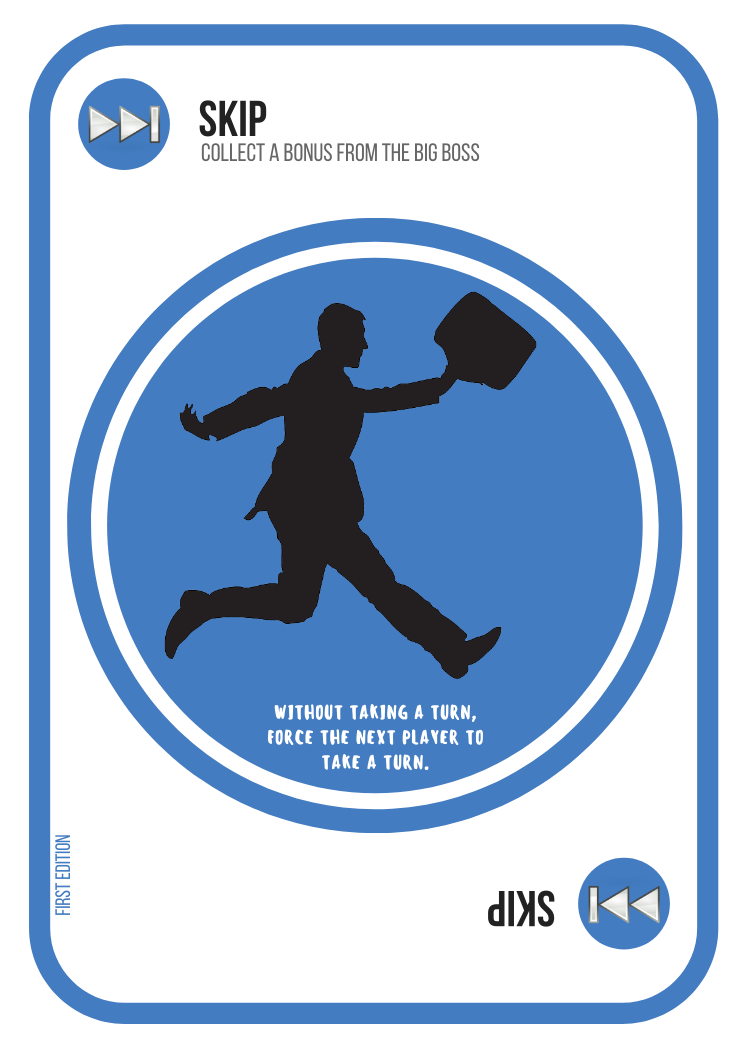 SKIP
COLLECT A BONUS FROM THE BIG BOSS
WITHOUT TAKING A TURN,
FORCE THE NEXT PLAYER TO
TAKE A TURN.
FIRST EDITION
SKIP